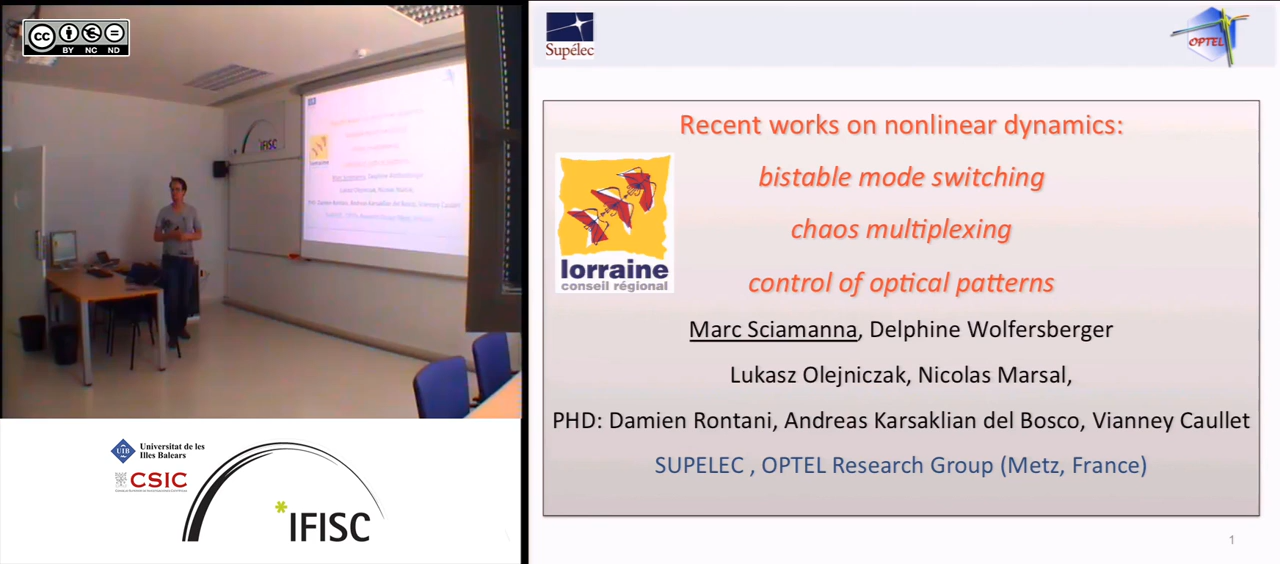 cc
BY NC ND
IFISC
Universitat de les
Illes Balears
UIB
CSIC
*IFISC
Supélec
OPTEL
Recent works on nonlinear dynamics:
bistable mode switching
chaos multiplexing
control of optical patterns
lorraine
conseil régional
Marc Sciamanna, Delphine Wolfersberger
Lukasz Olejniczak, Nicolas Marsal,
PHD: Damien Rontani, Andreas Karsaklian del Bosco, Vianney Caullet
SUPELEC , OPTEL Research Group (Metz, France)
1